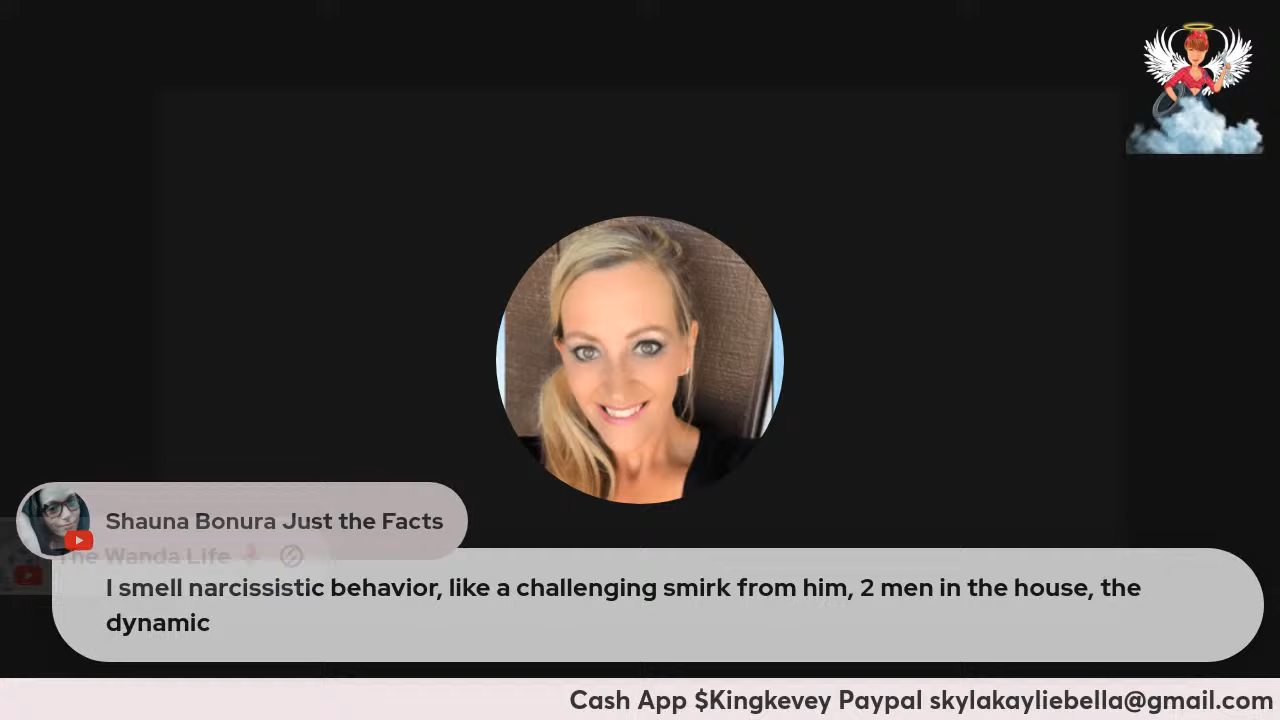 Shauna Bonura Just the Facts
The Wanda Life
I smell narcissistic behavior, like a challenging smirk from him, 2 men in the house, the
dynamic
Cash App $Kingkevey Paypal skylakayliebella@gmail.com